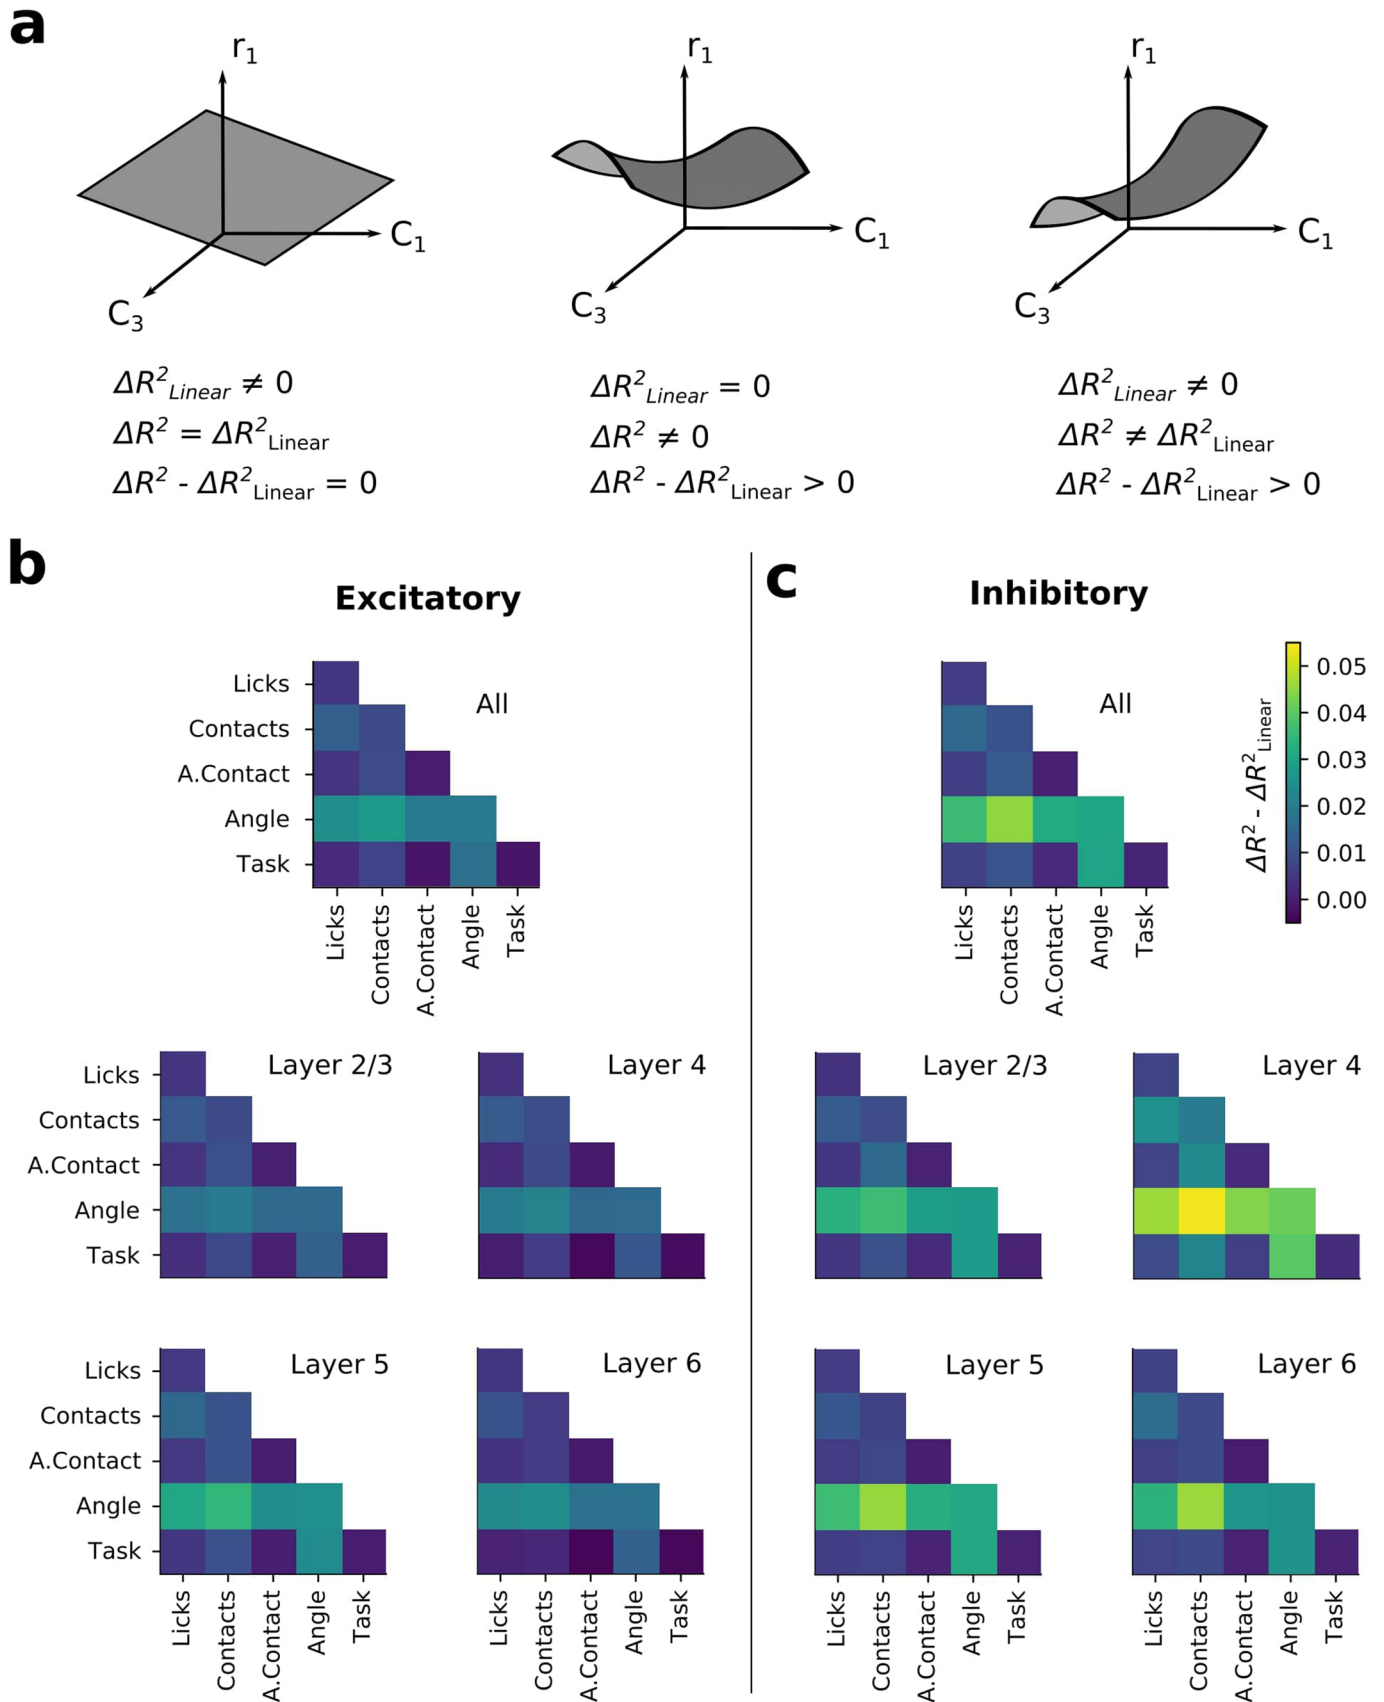 a
r1
C1
C3
r1
C1
C3
r1
C1
C3
ΔR²Linear ≠ 0
ΔR² = ΔR²Linear
ΔR² - ΔR²Linear = 0
ΔR²Linear = 0
ΔR² ≠ 0
ΔR² - ΔR²Linear > 0
ΔR²Linear ≠ 0
ΔR² ≠ ΔR²Linear
ΔR² - ΔR²Linear > 0
b
Excitatory
All
Licks
Contacts
A.Contact
Angle
Task
Licks
Contacts
A.Contact
Angle
Task
Layer 2/3
Layer 4
Licks
Contacts
A.Contact
Angle
Task
Layer 5
Layer 6
Licks
Contacts
A.Contact
Angle
Task
Licks
Contacts
A.Contact
Angle
Task
Licks
Contacts
A.Contact
Angle
Task
c
Inhibitory
All
Licks
Contacts
A.Contact
Angle
Task
ΔR² - ΔR²Linear
0.05
0.04
0.03
0.02
0.01
0.00
Layer 2/3
Layer 4
Layer 5
Layer 6
Licks
Contacts
A.Contact
Angle
Task
Licks
Contacts
A.Contact
Angle
Task